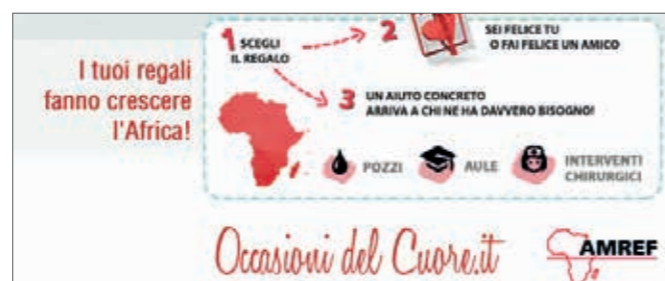 I tuoi regali
fanno crescere
l'Africa!
1 SCEGLI
IL REGALO
2 SEI FELICE TU
O FAI FELICE UN AMICO
3 UN AIUTO CONCRETO
ARRIVA A CHI NE HA DAVVERO BISOGNO!
POZZI
AULE
INTERVENTI
CHIRURGICI
Occasioni del Cuore.it
AMREF